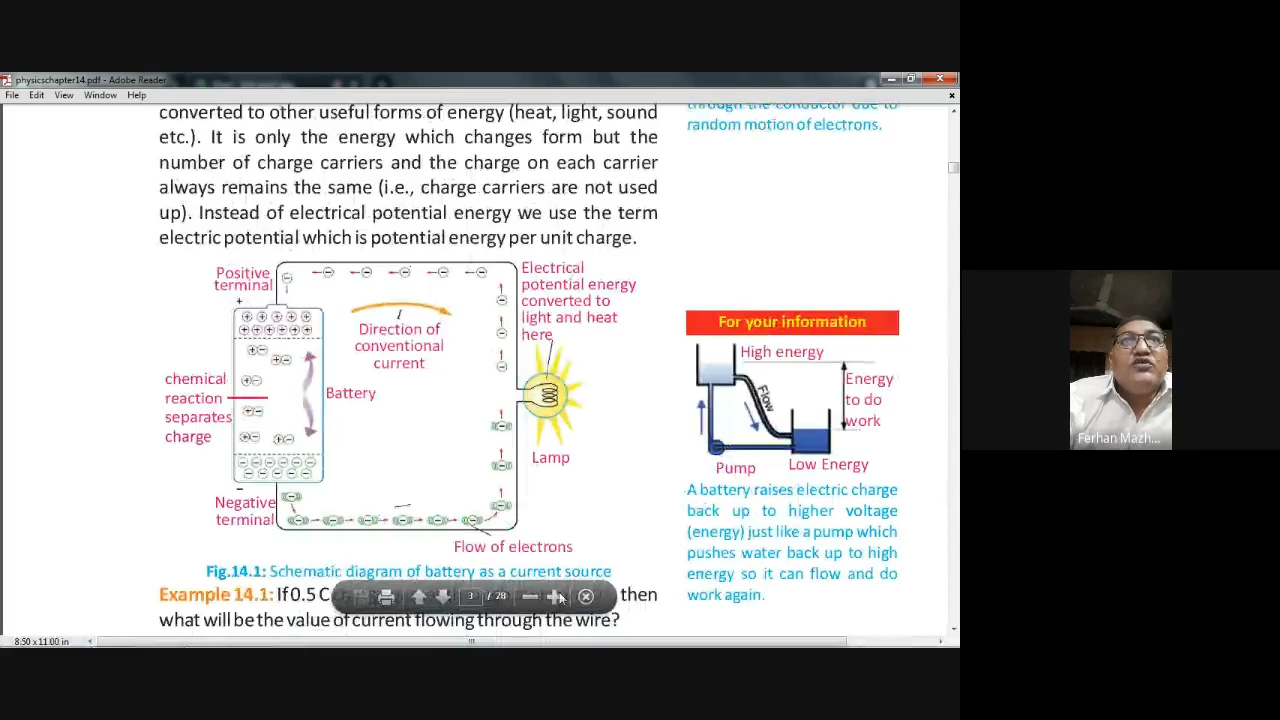 physicschapter14.pdf - Adobe Reader
File Edit View Window Help
converted to other useful forms of energy (heat, light, sound
etc.). It is only the energy which changes form but the
number of charge carriers and the charge on each carrier
always remains the same (i.e., charge carriers are not used
up). Instead of electrical potential energy we use the term
electric potential which is potential energy per unit charge.
Positive
terminal
+
Electrical
potential energy
converted to
light and heat
here
Direction of
conventional
current
chemical
reaction
separates
charge
Battery
Lamp
Negative
terminal
Flow of electrons
Fig.14.1: Schematic diagram of battery as a current source
Example 14.1: If 0.5 C then
what will be the value of current flowing through the wire?
3 / 28
8.50 x 11.00 in
through the conductor due to
random motion of electrons.
For your information
High energy
Flow
Energy
to do
work
Pump
Low Energy
A battery raises electric charge
back up to higher voltage
(energy) just like a pump which
pushes water back up to high
energy so it can flow and do
work again.
Ferhan Mazh...